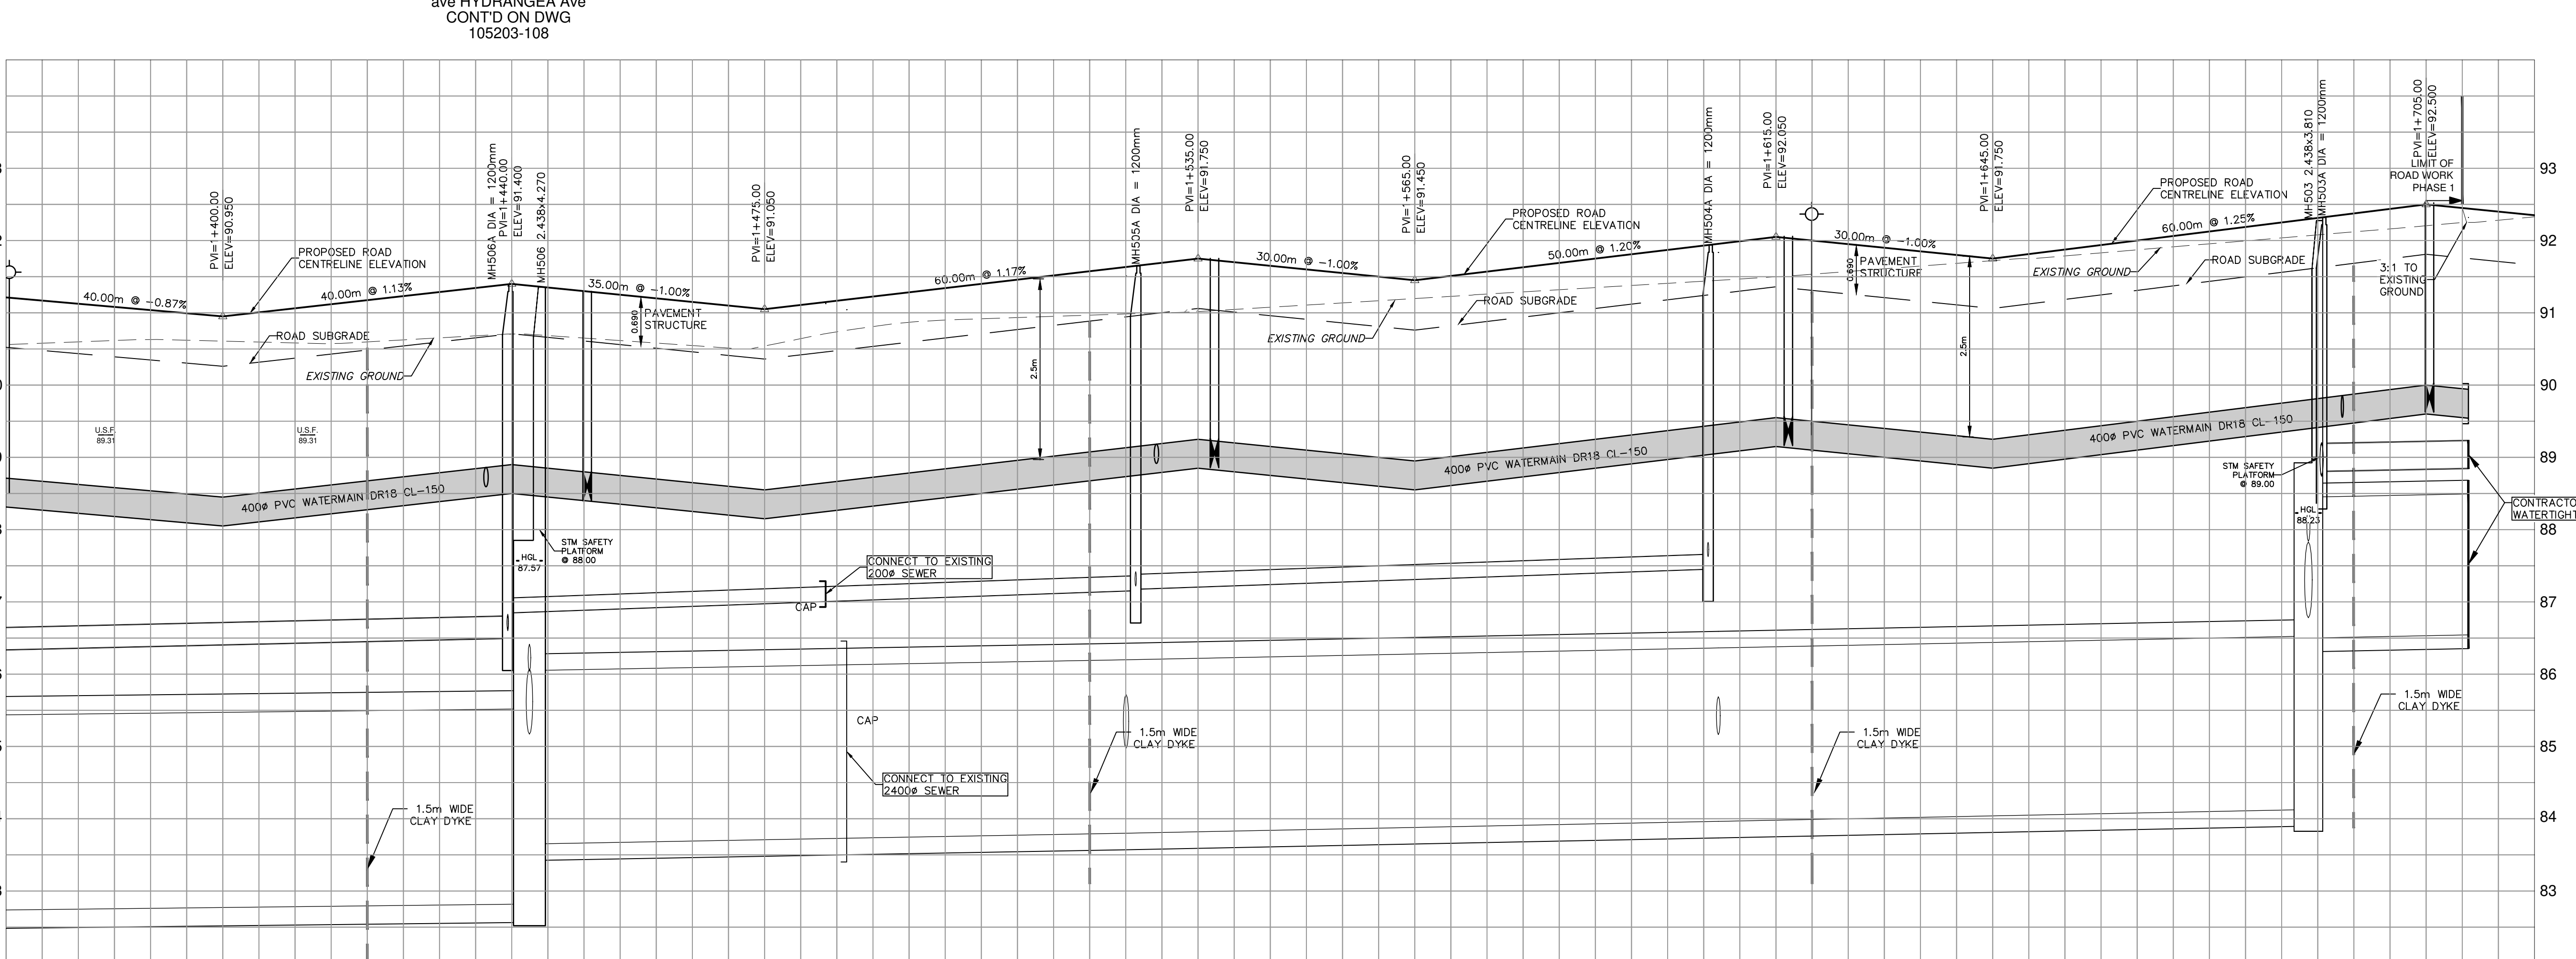 ave HYDRANGEA Ave
CONT'D ON DWG
105203-108
PVI=1+400.00
ELEV=90.950
MH506A DIA = 1200mm
PVI=1+440.00
ELEV=91.400
MH506 2.438x4.270
PVI=1+475.00
ELEV=91.050
MH505A DIA = 1200mm
PVI=1+535.00
ELEV=91.750
PVI=1+565.00
ELEV=91.450
MH504A DIA = 1200mm
PVI=1+615.00
ELEV=92.050
PVI=1+645.00
ELEV=91.750
MH503 2.438x3.810
MH503A DIA = 1200mm
PVI=1+705.00
ELEV=92.500
LIMIT OF
ROAD WORK
PHASE 1
93
92
91
90
89
88
87
86
85
84
83
40.00m @ -0.87%
PROPOSED ROAD
CENTRELINE ELEVATION
40.00m @ 1.13%
35.00m @ -1.00%
0.690
PAVEMENT
STRUCTURE
60.00m @ 1.17%
2.5m
30.00m @ -1.00%
PROPOSED ROAD
CENTRELINE ELEVATION
50.00m @ 1.20%
30.00m @ -1.00%
0.690
PAVEMENT
STRUCTURE
2.5m
PROPOSED ROAD
CENTRELINE ELEVATION
60.00m @ 1.25%
ROAD SUBGRADE
EXISTING GROUND
ROAD SUBGRADE
EXISTING GROUND
EXISTING GROUND
ROAD SUBGRADE
3:1 TO
EXISTING
GROUND
U.S.F.
89.31
U.S.F.
89.31
400ø PVC WATERMAIN DR18 CL-150
400ø PVC WATERMAIN DR18 CL-150
400ø PVC WATERMAIN DR18 CL-150
STM SAFETY
PLATFORM
@ 88.00
HGL
87.57
CONNECT TO EXISTING
200ø SEWER
CAP
STM SAFETY
PLATFORM
@ 89.00
HGL
88.23
CONTRACTO
WATERTIGHT
CAP
CONNECT TO EXISTING
2400ø SEWER
1.5m WIDE
CLAY DYKE
1.5m WIDE
CLAY DYKE
1.5m WIDE
CLAY DYKE
1.5m WIDE
CLAY DYKE